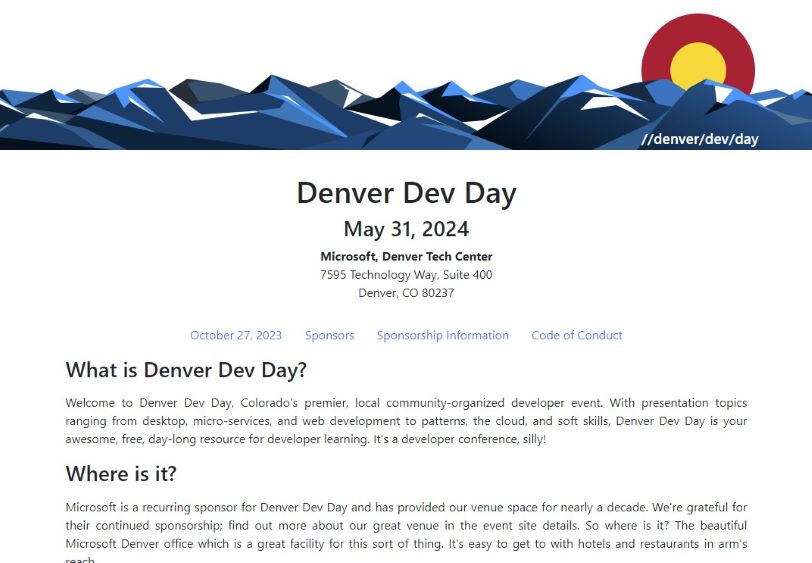 //denver/dev/day
Denver Dev Day
May 31, 2024
Microsoft, Denver Tech Center
7595 Technology Way, Suite 400
Denver, CO 80237
October 27, 2023 Sponsors Sponsorship Information Code of Conduct
What is Denver Dev Day?
Welcome to Denver Dev Day, Colorado's premier, local community-organized developer event. With presentation topics
ranging from desktop, micro-services, and web development to patterns, the cloud, and soft skills, Denver Dev Day is your
awesome, free, day-long resource for developer learning. It's a developer conference, silly!
Where is it?
Microsoft is a recurring sponsor for Denver Dev Day and has provided our venue space for nearly a decade. We're grateful for
their continued sponsorship; find out more about our great venue in the event site details. So where is it? The beautiful
Microsoft Denver office which is a great facility for this sort of thing. It's easy to get to with hotels and restaurants in arm's
reach